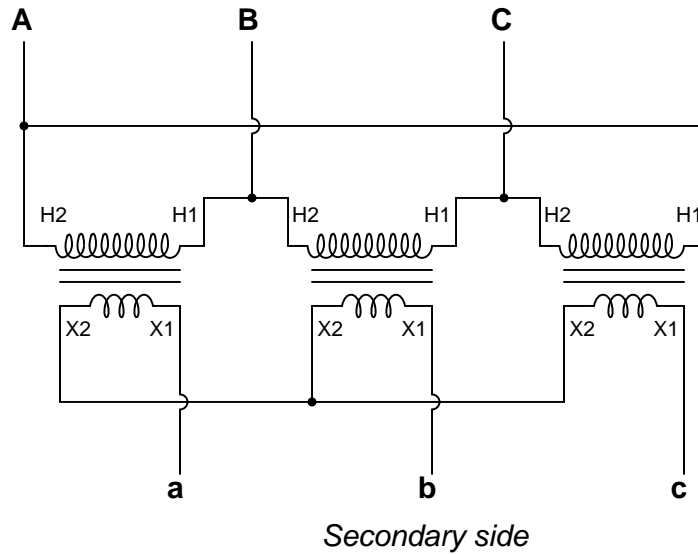 A B C
H2 H1 H2 H1 H2 H1
X2 X1 X2 X1 X2 X1
a b c
Secondary side